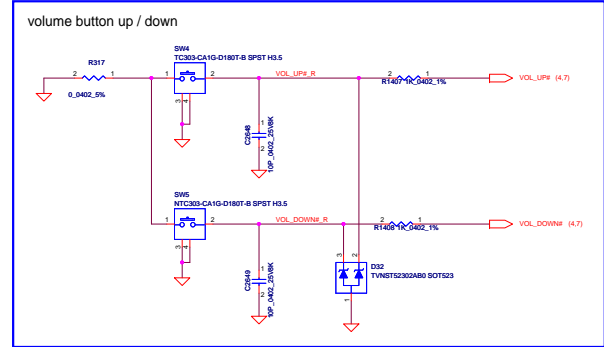 volume button up / down
SW4
TC303-CA1G-D180T-B SPST H3.5
R317
2 1
0_0402_5%
1 2
3 4
VOL_UP#_R
2 1
R1407 1K_0402_1%
VOL_UP# (4,7)
C2648
1
2
10P_0402_25V8K
SW5
NTC303-CA1G-D180T-B SPST H3.5
1 2
3 4
VOL_DOWN#_R
2 1
R1408 1K_0402_1%
VOL_DOWN# (4,7)
C2649
1
2
10P_0402_25V8K
3 2
D32
TVNST52302AB0 SOT523
1